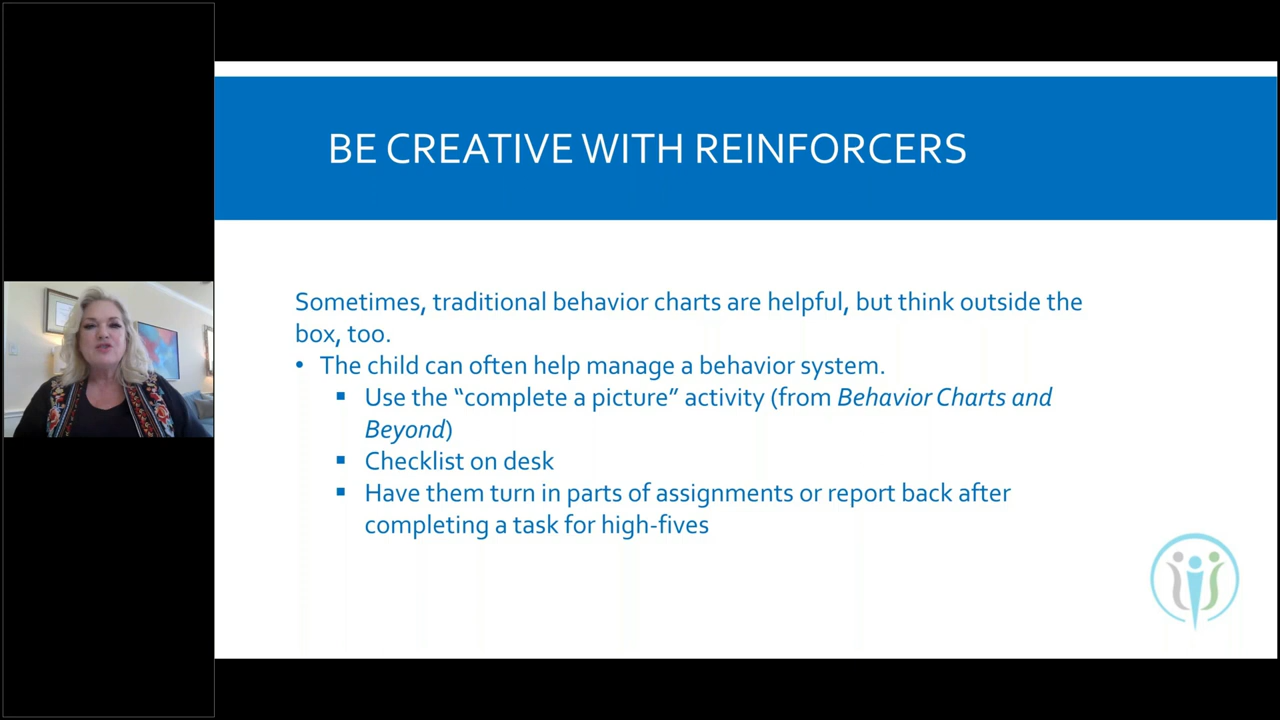 BE CREATIVE WITH REINFORCERS
Sometimes, traditional behavior charts are helpful, but think outside the
box, too.
• The child can often help manage a behavior system.
▪ Use the “complete a picture” activity (from Behavior Charts and
Beyond)
▪ Checklist on desk
▪ Have them turn in parts of assignments or report back after
completing a task for high-fives